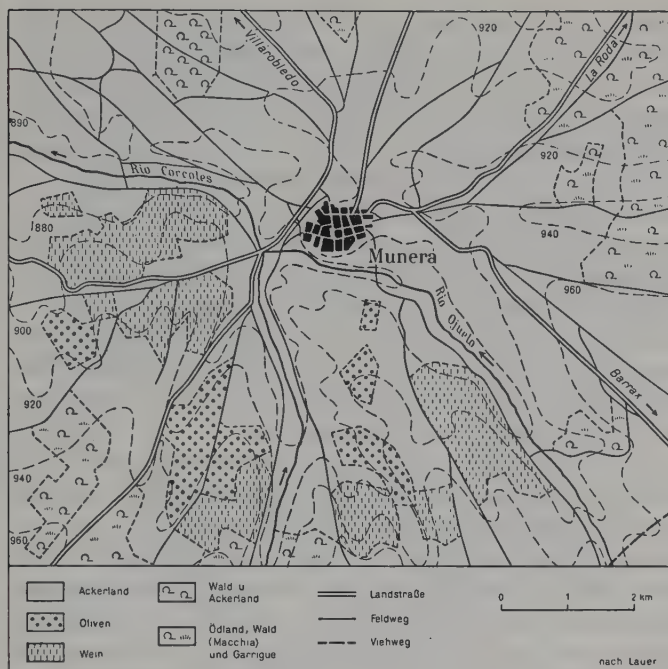 920
Villarobledo
La Roda
890
Rio Corcoles
920
880
Munera
940
Rio Ojuelo
960
900
920
Barrax
940
960
Ackerland
Wald u
Ackerland
Landstraße
0 1 2 km
Oliven
Feldweg
Ödland, Wald
(Macchia)
und Garrigue
Wein
Viehweg
nach Lauer